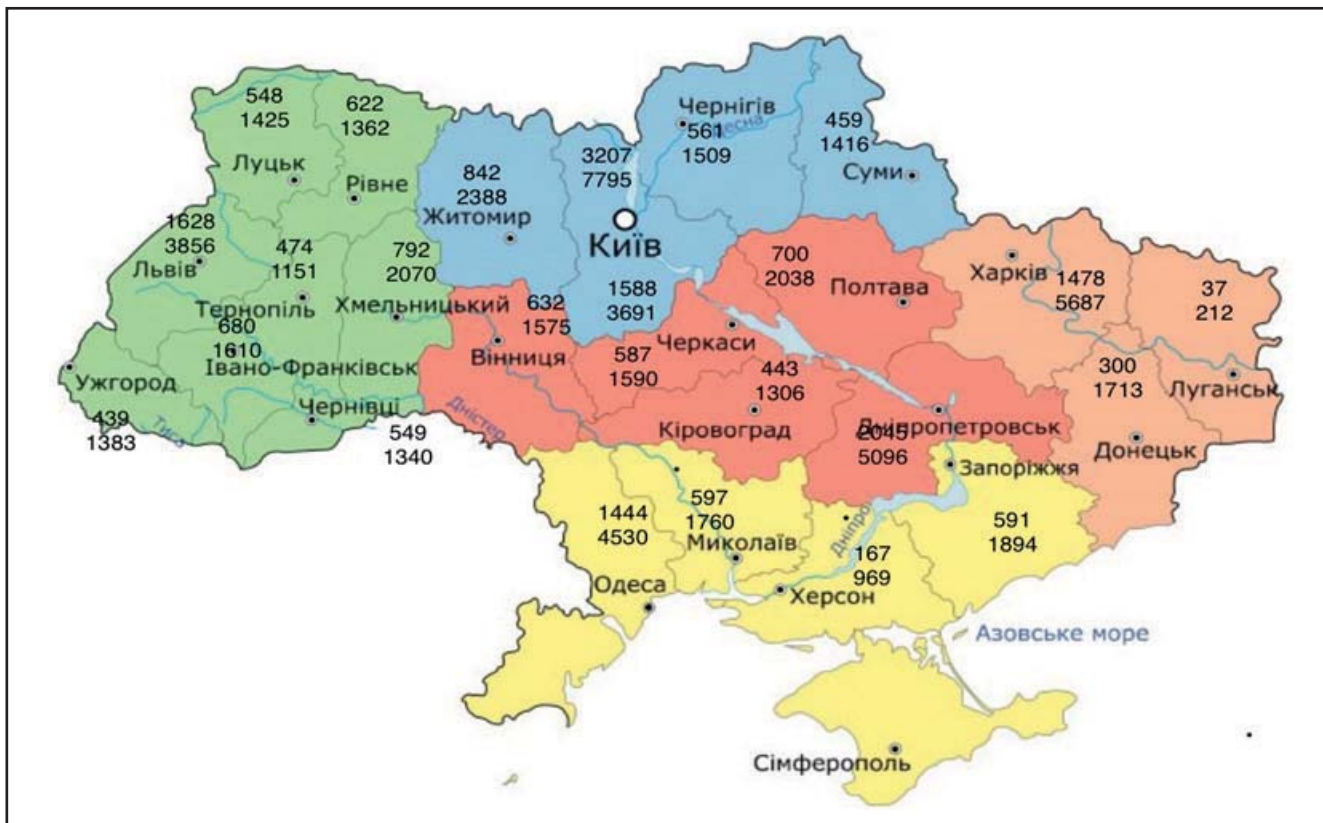 548
1425
Луцьк
622
1362
Рівне
842
2388
Житомир
3207
7795
Київ
1588
3691
Чернігів
561
1509
Десна
459
1416
Суми
1628
3856
Львів
474
1151
Тернопіль
792
2070
Хмельницький
680
1610
Івано-Франківськ
Ужгород
439
1383
Тиса
Чернівці
549
1340
632
1575
Вінниця
Дністер
587
1590
Черкаси
700
2038
Полтава
443
1306
Кіровоград
Дніпропетровськ
2045
5096
Харків
1478
5687
37
212
Луганськ
300
1713
Донецьк
Запоріжжя
591
1894
1444
4530
Одеса
597
1760
Миколаїв
Дніпро
167
969
Херсон
Азовське море
Сімферополь